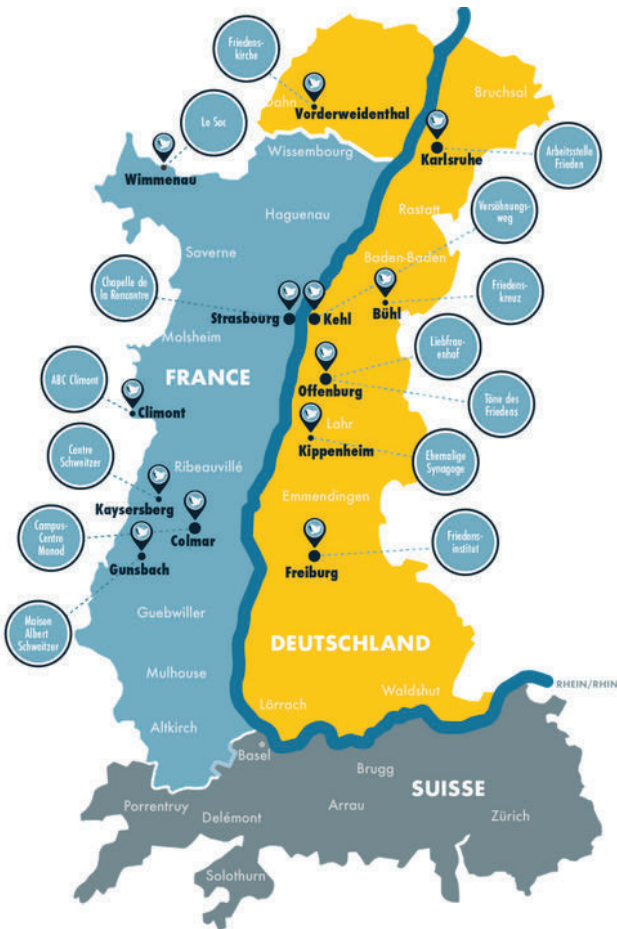 Friedens-
kirche
Dahn
Vorderweidenthal
Bruchsal
Le Soc
Wissembourg
Karlsruhe
Arbeitsstelle
Frieden
Wimmenau
Haguenau
Rastatt
Versöhnungs-
weg
Saverne
Baden-Baden
Chapelle de
la Rencontre
Friedens-
kreuz
Strasbourg
Kehl
Bühl
Molsheim
Liebfrau-
enhof
FRANCE
ABC Climont
Offenburg
Töne des
Friedens
Climont
Lahr
Kippenheim
Centre
Schweitzer
Ribeauvillé
Ehemalige
Synagoge
Kaysersberg
Emmendingen
Campus-
Centre
Monod
Colmar
Friedens-
institut
Gunsbach
Freiburg
Maison
Albert
Schweitzer
Guebwiller
DEUTSCHLAND
Mulhouse
Waldshut
RHEIN/RHIN
Lörrach
Altkirch
Basel
Brugg
SUISSE
Porrentruy
Delémont
Arrau
Zürich
Solothurn